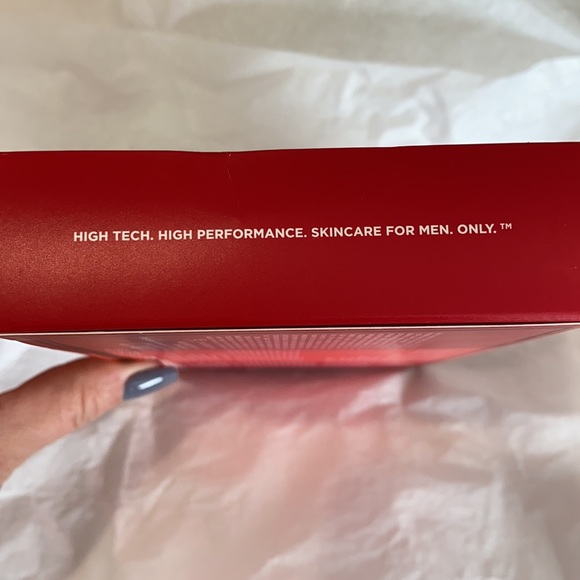 HIGH TECH. HIGH PERFORMANCE. SKINCARE FOR MEN. ONLY.™